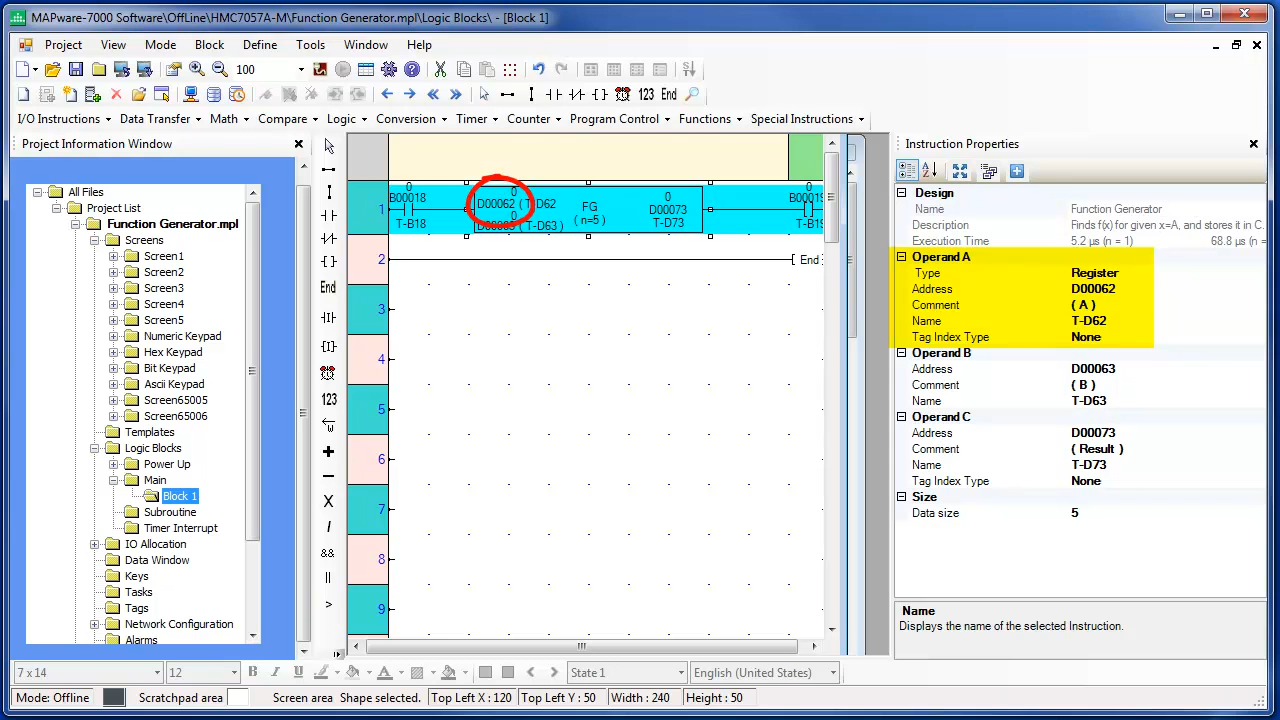 MAPware-7000 Software\OffLine\HMC7057A-M\Function Generator.mpl\Logic Blocks\ - [Block 1]
Project View Mode Block Define Tools Window Help
100
123 End
I/O Instructions Data Transfer Math Compare Logic Conversion Timer Counter Program Control Functions Special Instructions
Project Information Window
All Files
Project List
Function Generator.mpl
Screens
Screen1
Screen2
Screen3
Screen4
Screen5
Numeric Keypad
Hex Keypad
Bit Keypad
Ascii Keypad
Screen65005
Screen65006
Templates
Logic Blocks
Power Up
Main
Block 1
Subroutine
Timer Interrupt
IO Allocation
Data Window
Keys
Tasks
Tags
Network Configuration
Alarms
End
123
X
&&
||
>
0 0 0 0
B00018 D00062 ( T-D62 FG D00073 B00019
1 0 ( n=5 )
T-B18 ( T-D63 ) T-D73 T-B19
2 End
3
4
5
6
7
8
9
Instruction Properties
Design
Name Function Generator
Description Finds f(x) for given x=A, and stores it in C.
Execution Time 5.2 µs (n = 1) 68.8 µs (n =
Operand A
Type Register
Address D00062
Comment ( A )
Name T-D62
Tag Index Type None
Operand B
Address D00063
Comment ( B )
Name T-D63
Operand C
Address D00073
Comment ( Result )
Name T-D73
Tag Index Type None
Size
Data size 5
Name
Displays the name of the selected Instruction.
7 x 14 12 B I U A State 1 English (United States)
Mode: Offline Scratchpad area Screen area Shape selected. Top Left X : 120 Top Left Y : 50 Width : 240 Height : 50